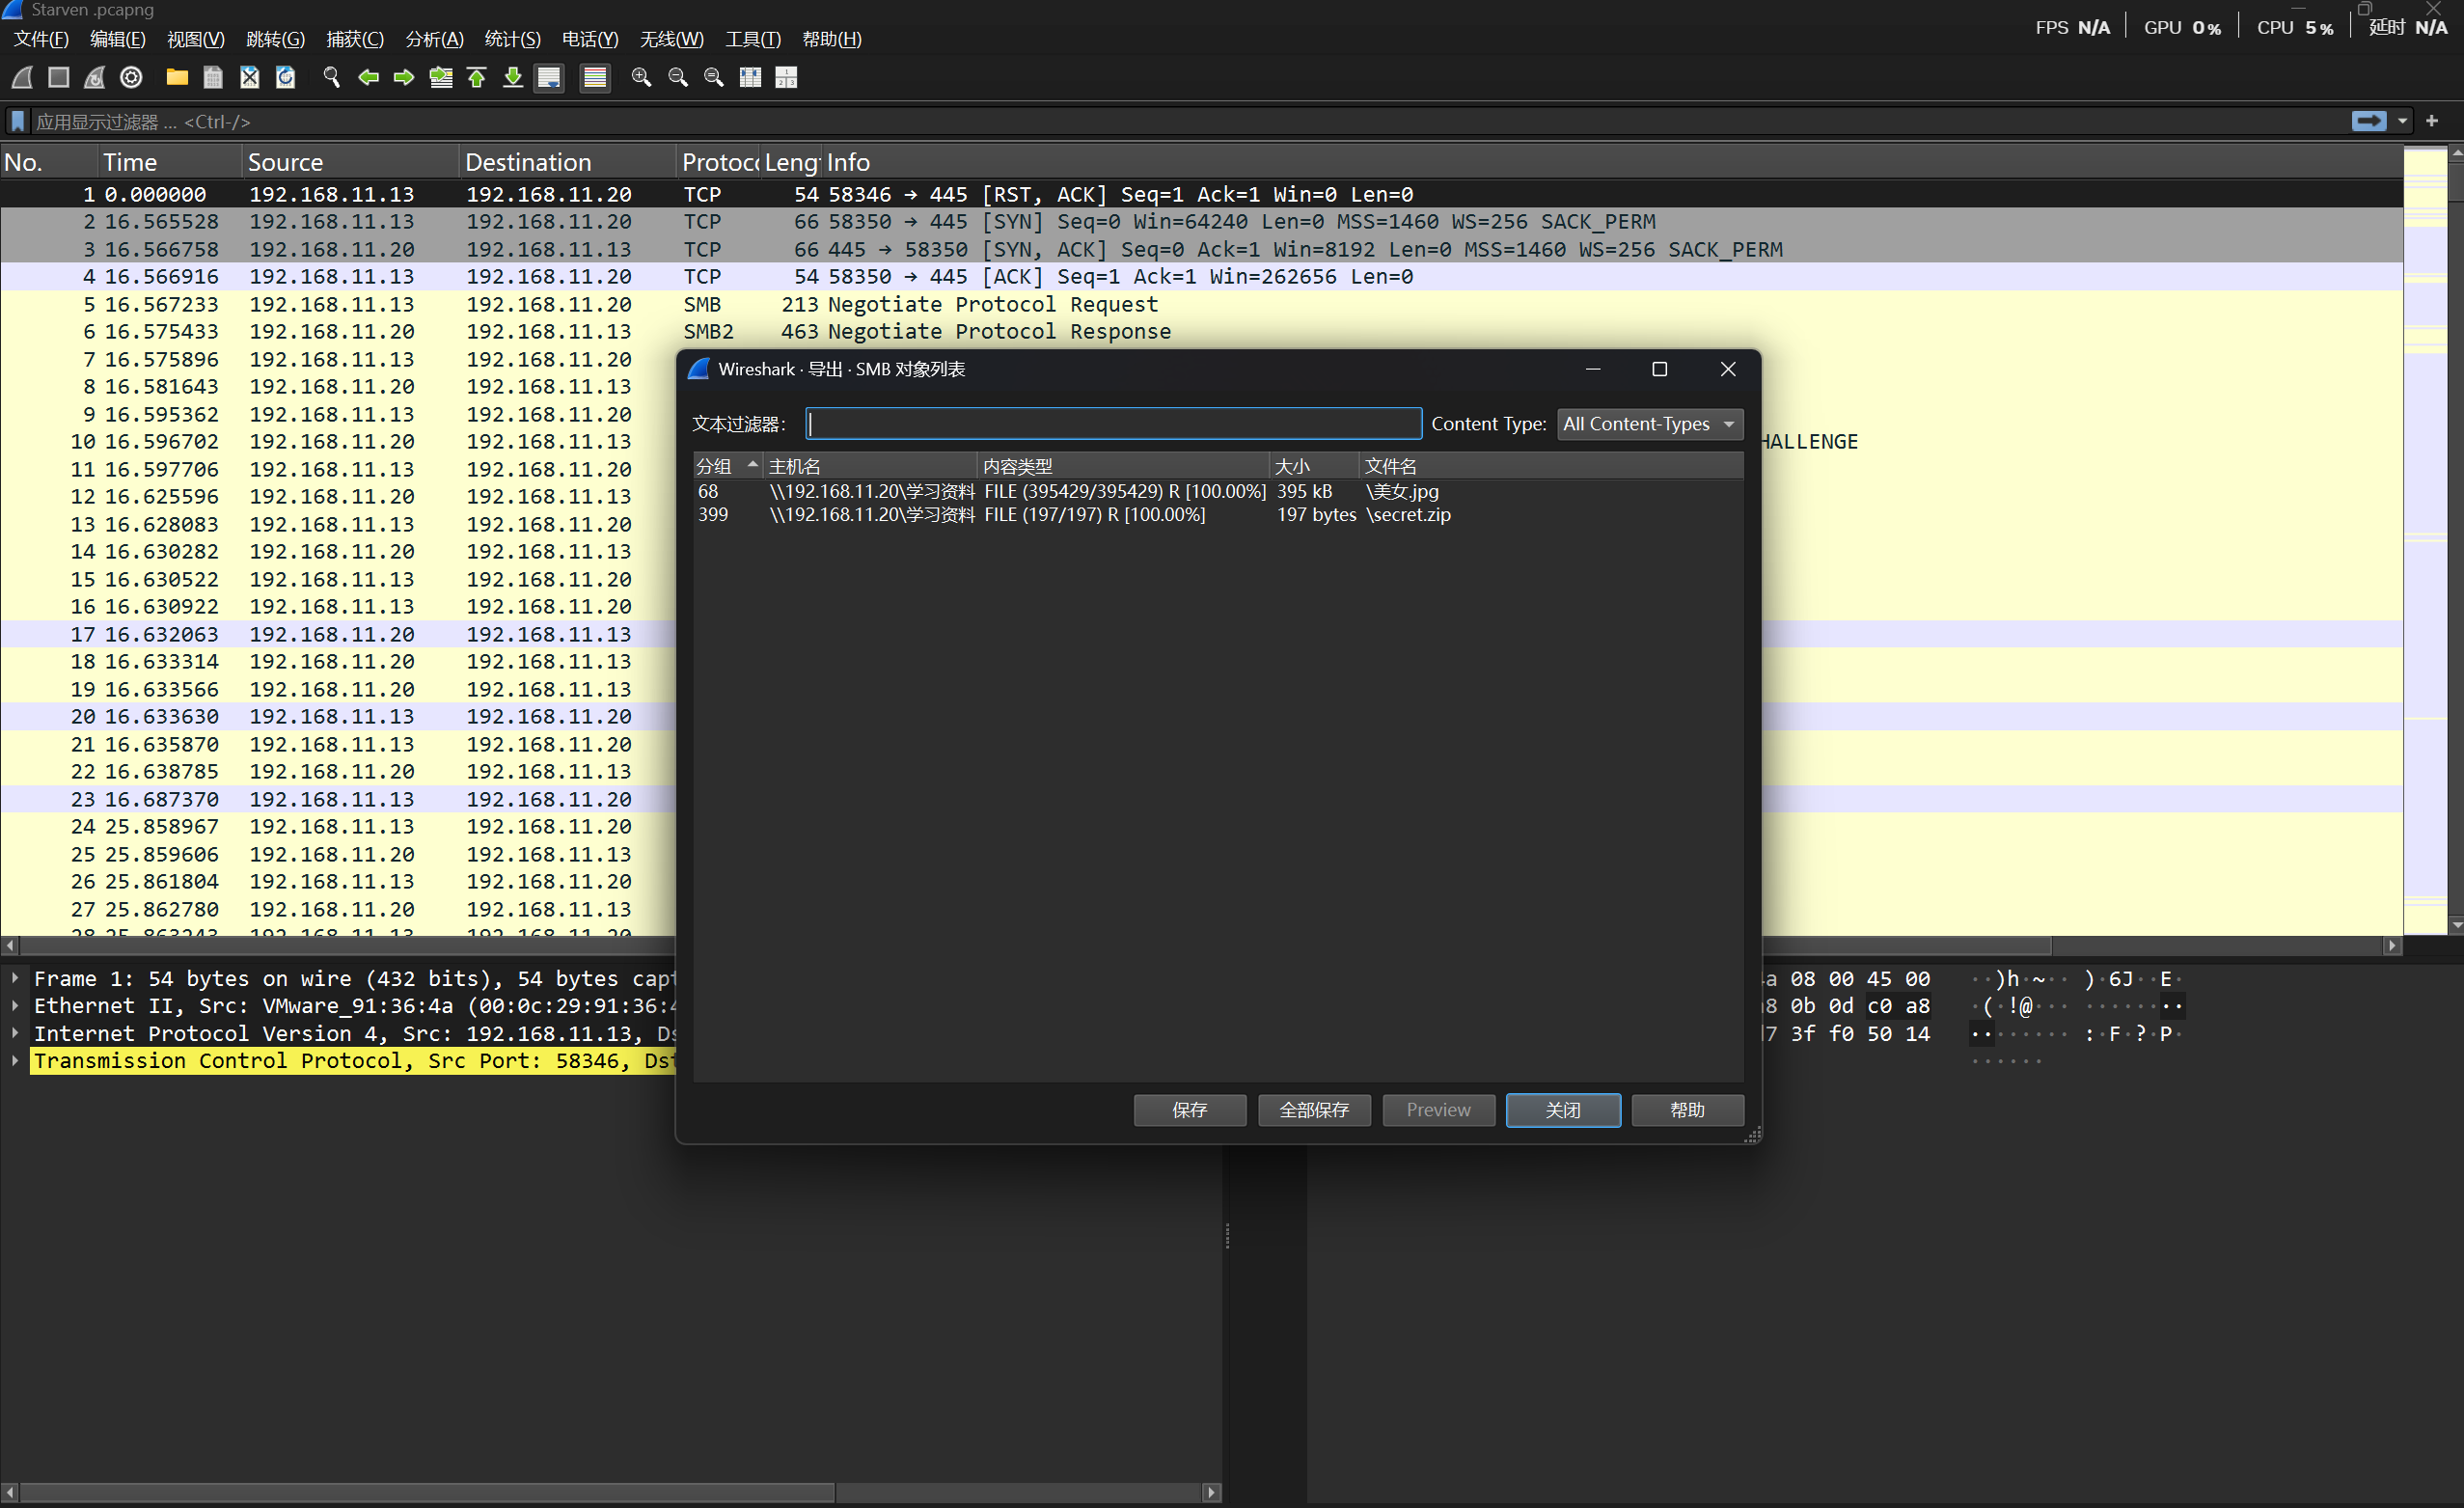 Starven .pcapng
文件(F) 编辑(E) 视图(V) 跳转(G) 捕获(C) 分析(A) 统计(S) 电话(Y) 无线(W) 工具(T) 帮助(H)
FPS N/A GPU 0% CPU 5% 延时 N/A
应用显示过滤器 … <Ctrl-/>
No. Time Source Destination Protoc Leng Info
1 0.000000 192.168.11.13 192.168.11.20 TCP 54 58346 → 445 [RST, ACK] Seq=1 Ack=1 Win=0 Len=0
2 16.565528 192.168.11.13 192.168.11.20 TCP 66 58350 → 445 [SYN] Seq=0 Win=64240 Len=0 MSS=1460 WS=256 SACK_PERM
3 16.566758 192.168.11.20 192.168.11.13 TCP 66 445 → 58350 [SYN, ACK] Seq=0 Ack=1 Win=8192 Len=0 MSS=1460 WS=256 SACK_PERM
4 16.566916 192.168.11.13 192.168.11.20 TCP 54 58350 → 445 [ACK] Seq=1 Ack=1 Win=262656 Len=0
5 16.567233 192.168.11.13 192.168.11.20 SMB 213 Negotiate Protocol Request
6 16.575433 192.168.11.20 192.168.11.13 SMB2 463 Negotiate Protocol Response
7 16.575896 192.168.11.13 192.168.11.20
8 16.581643 192.168.11.20 192.168.11.13
9 16.595362 192.168.11.13 192.168.11.20
10 16.596702 192.168.11.20 192.168.11.13 HALLENGE
11 16.597706 192.168.11.13 192.168.11.20
12 16.625596 192.168.11.20 192.168.11.13
13 16.628083 192.168.11.13 192.168.11.20
14 16.630282 192.168.11.20 192.168.11.13
15 16.630522 192.168.11.13 192.168.11.20
16 16.630922 192.168.11.13 192.168.11.20
17 16.632063 192.168.11.20 192.168.11.13
18 16.633314 192.168.11.20 192.168.11.13
19 16.633566 192.168.11.20 192.168.11.13
20 16.633630 192.168.11.13 192.168.11.20
21 16.635870 192.168.11.13 192.168.11.20
22 16.638785 192.168.11.20 192.168.11.13
23 16.687370 192.168.11.13 192.168.11.20
24 25.858967 192.168.11.13 192.168.11.20
25 25.859606 192.168.11.20 192.168.11.13
26 25.861804 192.168.11.13 192.168.11.20
27 25.862780 192.168.11.20 192.168.11.13
28 25.863243 192.168.11.13 192.168.11.20
Wireshark · 导出 · SMB 对象列表
文本过滤器: Content Type: All Content-Types
分组 主机名 内容类型 大小 文件名
68 \\192.168.11.20\学习资料 FILE (395429/395429) R [100.00%] 395 kB \美女.jpg
399 \\192.168.11.20\学习资料 FILE (197/197) R [100.00%] 197 bytes \secret.zip
保存 全部保存 Preview 关闭 帮助
Frame 1: 54 bytes on wire (432 bits), 54 bytes capt
Ethernet II, Src: VMware_91:36:4a (00:0c:29:91:36:4
Internet Protocol Version 4, Src: 192.168.11.13, Ds
Transmission Control Protocol, Src Port: 58346, Dst
4a 08 00 45 00 ··)h·~·· )·6J··E·
a8 0b 0d c0 a8 ·(·!@··· ········
d7 3f f0 50 14 ········ :·F·?·P·
······